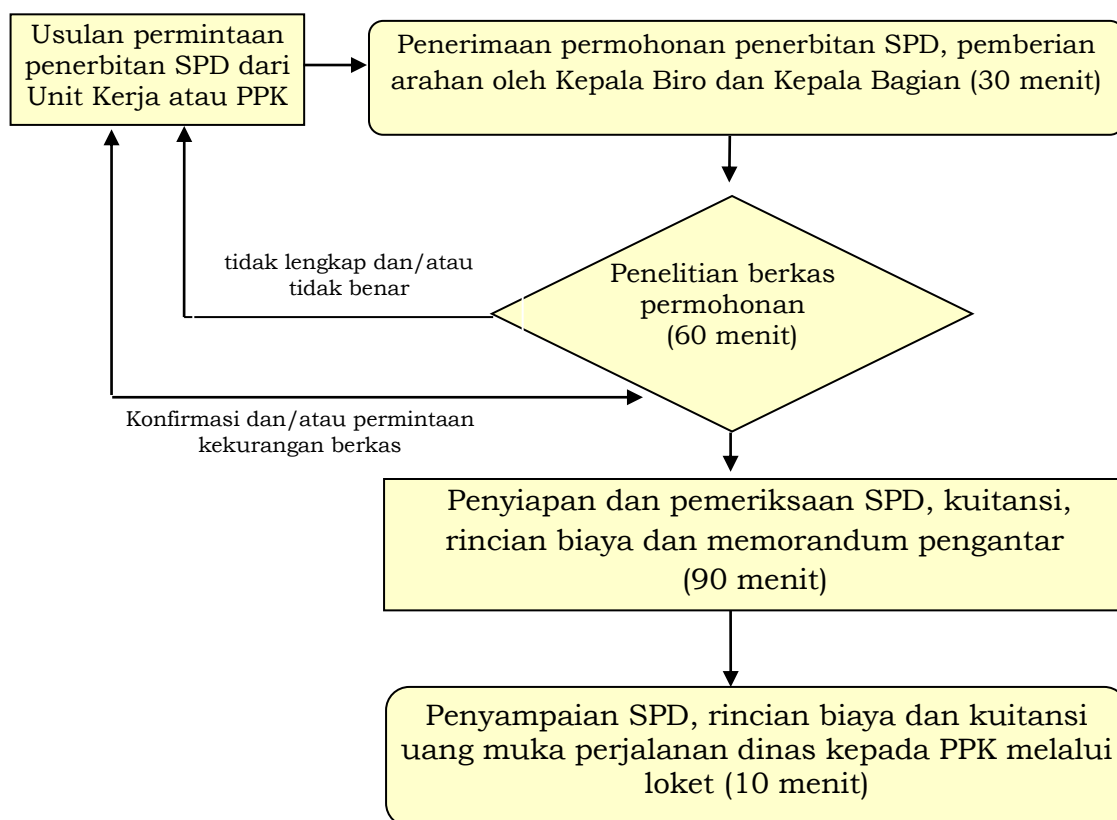 Usulan permintaan
penerbitan SPD dari
Unit Kerja atau PPK
Penerimaan permohonan penerbitan SPD, pemberian
arahan oleh Kepala Biro dan Kepala Bagian (30 menit)
tidak lengkap dan/atau
tidak benar
Penelitian berkas
permohonan
(60 menit)
Konfirmasi dan/atau permintaan
kekurangan berkas
Penyiapan dan pemeriksaan SPD, kuitansi,
rincian biaya dan memorandum pengantar
(90 menit)
Penyampaian SPD, rincian biaya dan kuitansi
uang muka perjalanan dinas kepada PPK melalui
loket (10 menit)